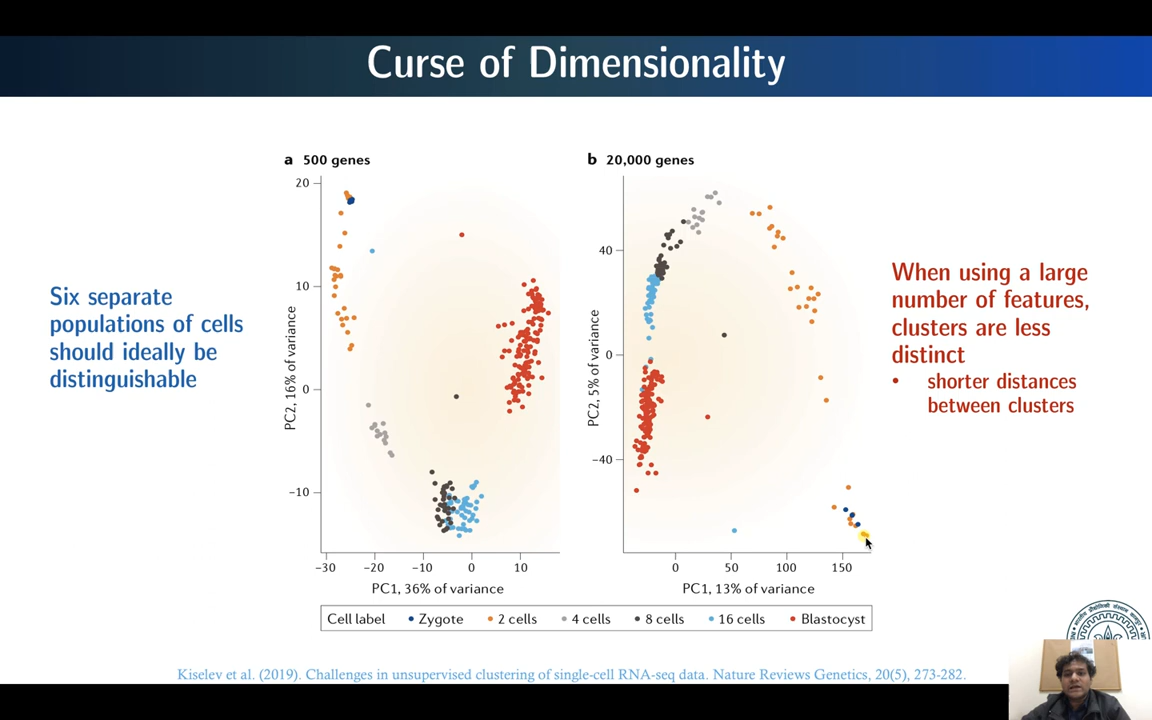 Curse of Dimensionality
Six separate
populations of cells
should ideally be
distinguishable
a 500 genes
20
10
0
−10
PC2, 16% of variance
−30 −20 −10 0 10
PC1, 36% of variance
b 20,000 genes
40
0
−40
PC2, 5% of variance
0 50 100 150
PC1, 13% of variance
Cell label Zygote 2 cells 4 cells 8 cells 16 cells Blastocyst
When using a large
number of features,
clusters are less
distinct
• shorter distances
between clusters
Kiselev et al. (2019). Challenges in unsupervised clustering of single-cell RNA-seq data. Nature Reviews Genetics, 20(5), 273-282.